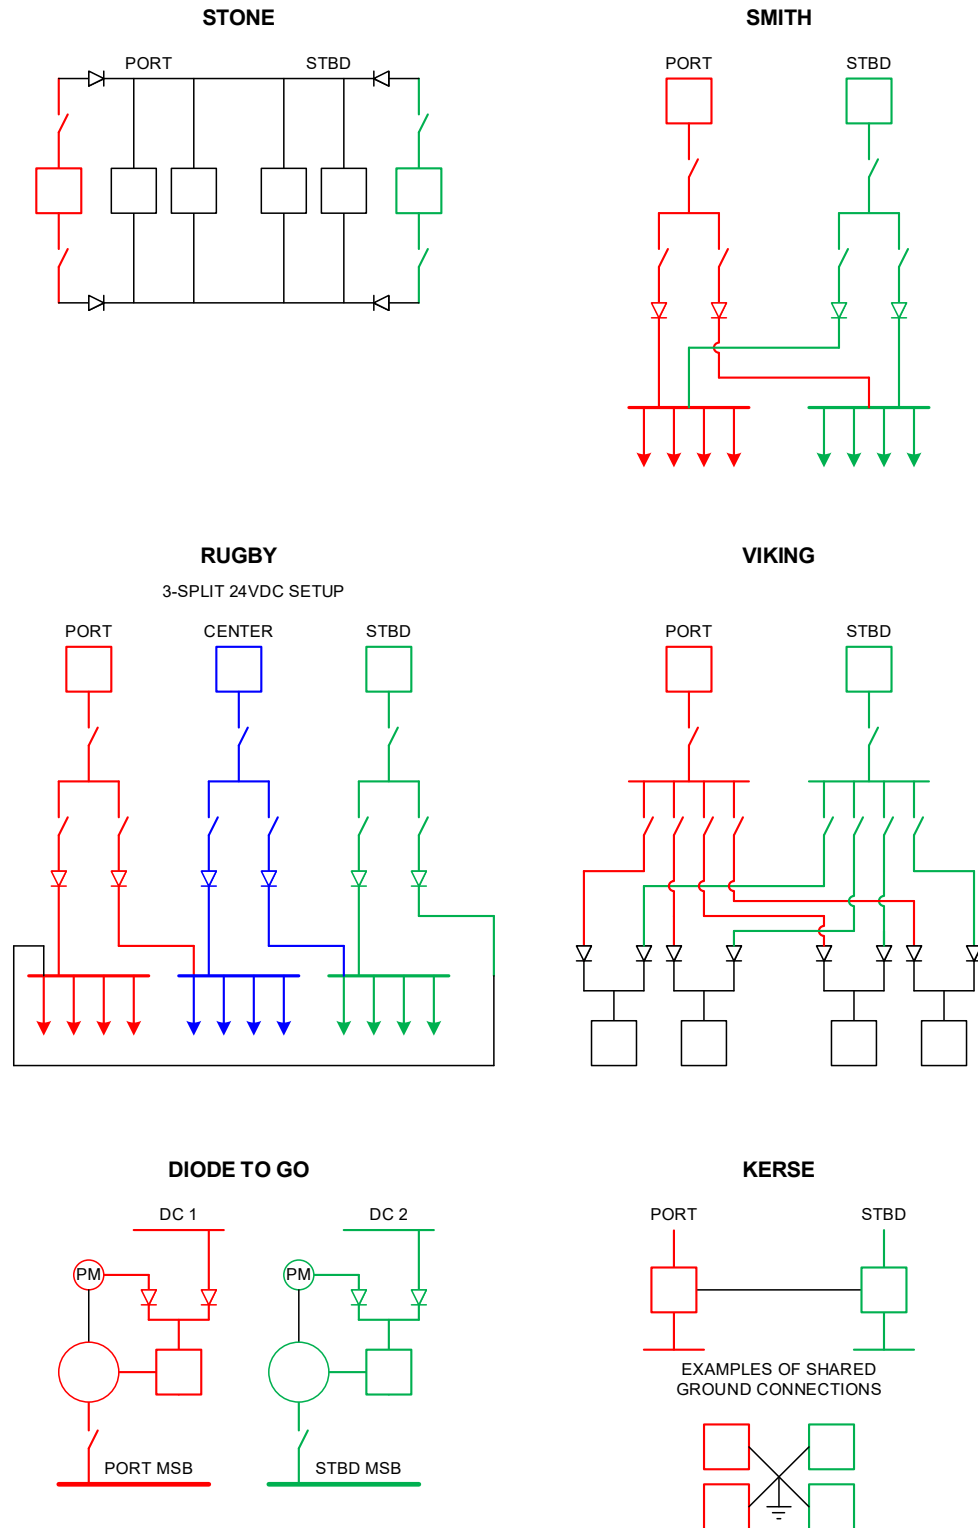 STONE
PORT
STBD
SMITH
PORT
STBD
RUGBY
3-SPLIT 24VDC SETUP
PORT
CENTER
STBD
VIKING
PORT
STBD
DIODE TO GO
DC 1
DC 2
PM
PM
PORT MSB
STBD MSB
KERSE
PORT
STBD
EXAMPLES OF SHARED
GROUND CONNECTIONS